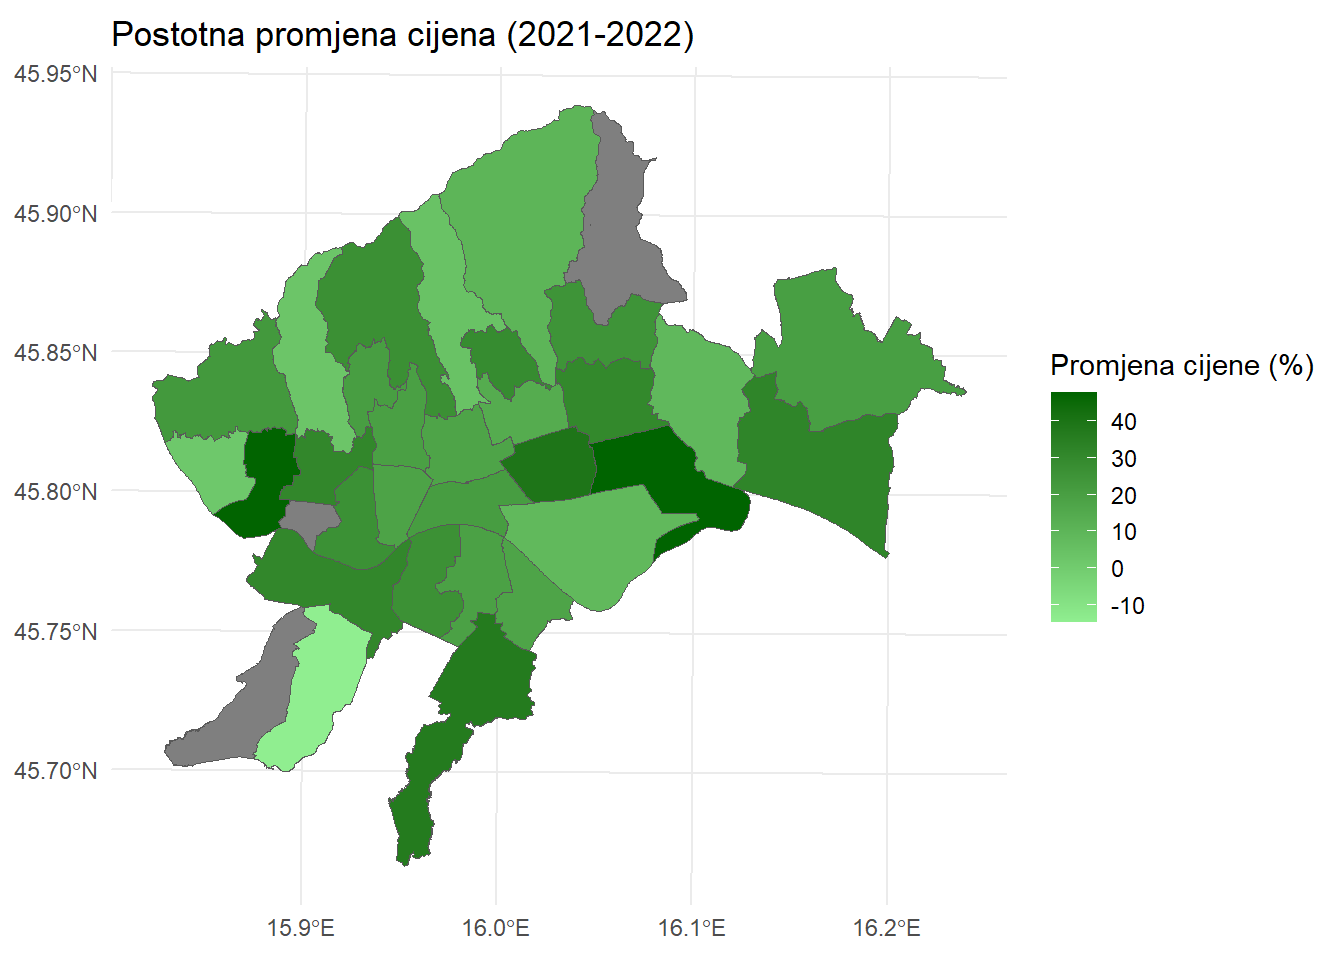 Postotna promjena cijena (2021-2022)
45.95°N
45.90°N
45.85°N
45.80°N
45.75°N
45.70°N
15.9°E
16.0°E
16.1°E
16.2°E
Promjena cijene (%)
40
30
20
10
0
-10